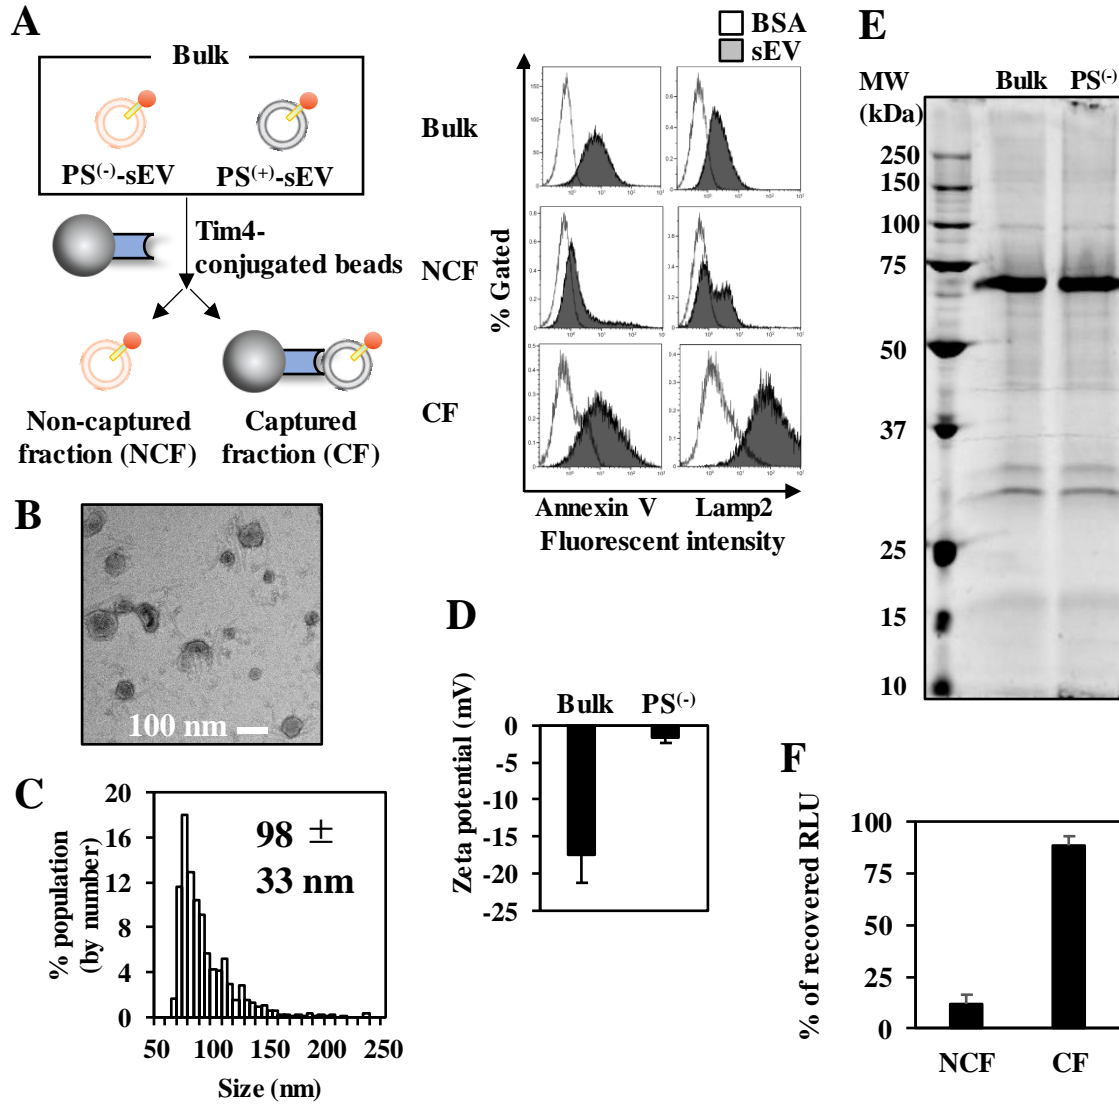 A
Bulk
PS(-)-sEV
PS(+)-sEV
Tim4-
conjugated beads
Non-captured
fraction (NCF)
Captured
fraction (CF)
BSA
sEV
Bulk
NCF
CF
% Gated
Annexin V
Lamp2
Fluorescent intensity
B
100 nm
C
% population
(by number)
20
16
12
8
4
0
98 ±
33 nm
50
100
150
200
250
Size (nm)
D
Zeta potential (mV)
Bulk
PS(-)
0
-5
-10
-15
-20
-25
E
MW
(kDa)
Bulk
PS(-)
250
150
100
75
50
37
25
15
10
F
% of recovered RLU
100
75
50
25
0
NCF
CF